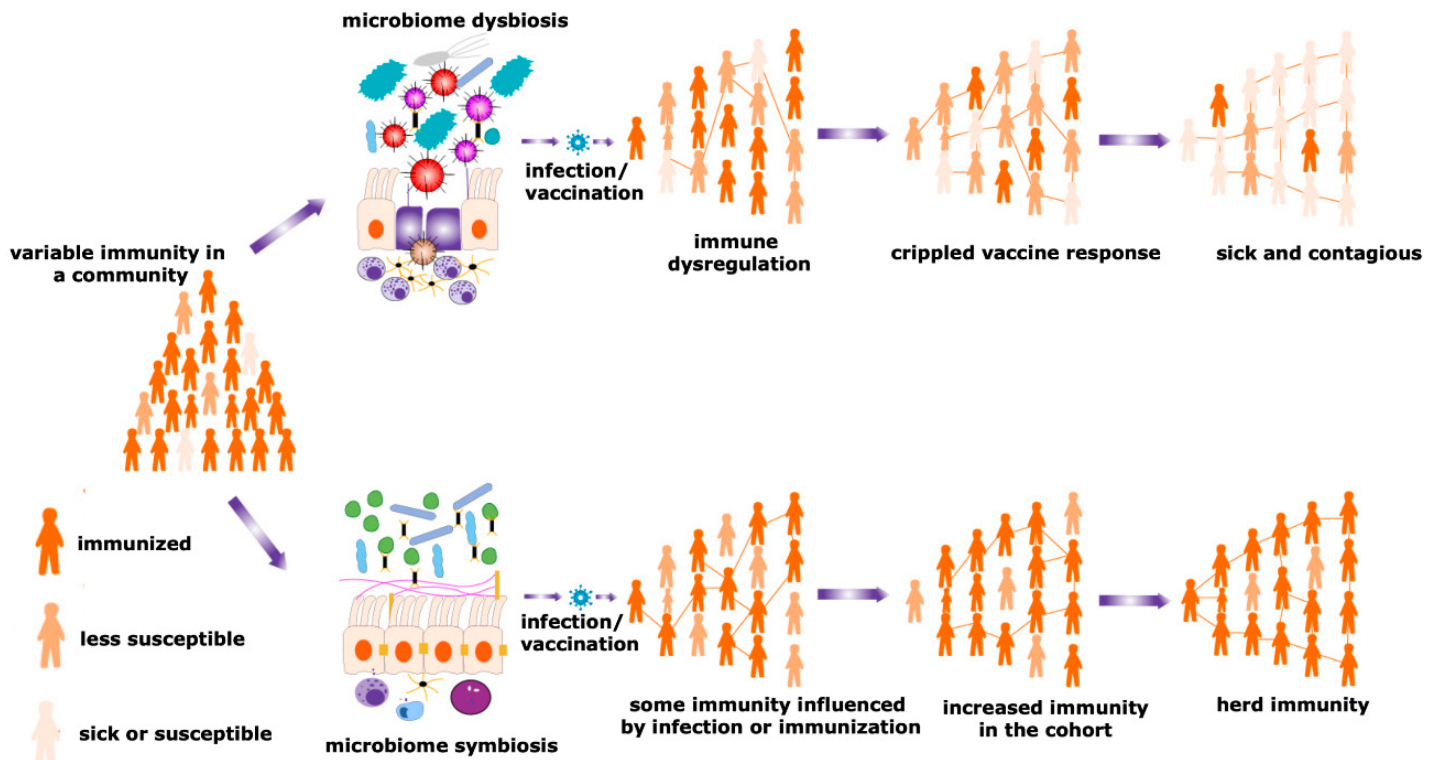 microbiome dysbiosis
infection/
vaccination
immune
dysregulation
crippled vaccine response
sick and contagious
variable immunity in
a community
immunized
less susceptible
sick or susceptible
microbiome symbiosis
infection/
vaccination
some immunity influenced
by infection or immunization
increased immunity
in the cohort
herd immunity